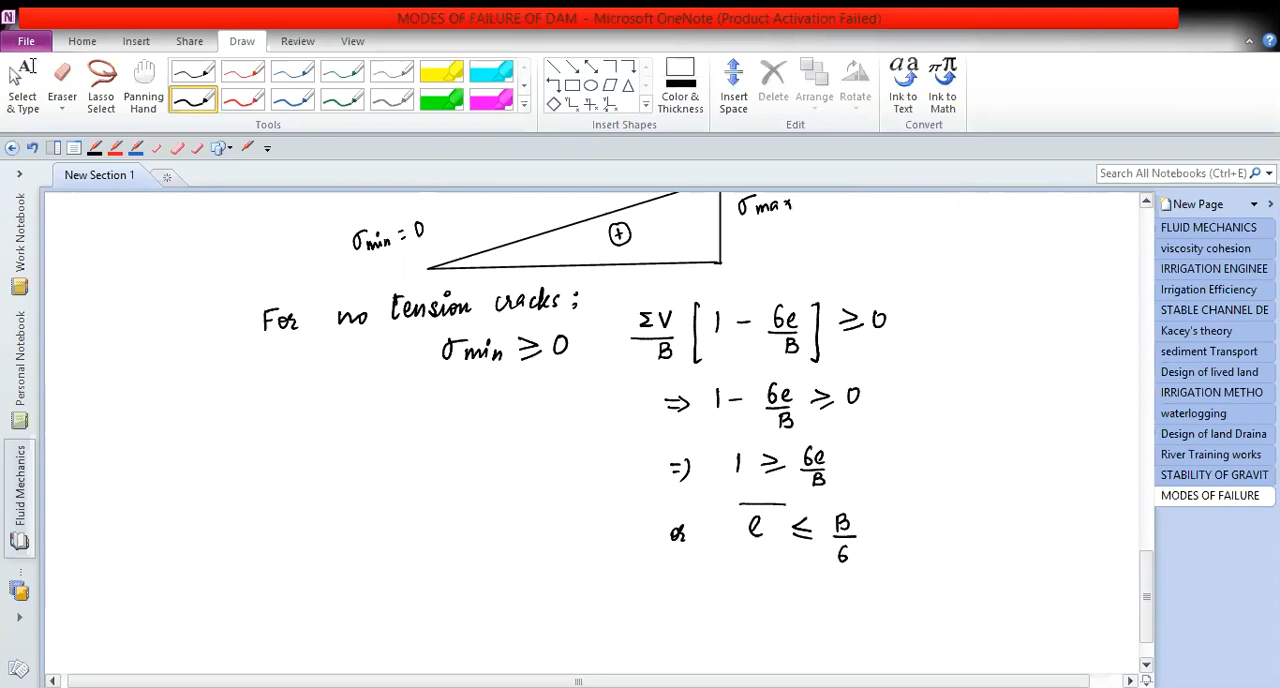 MODES OF FAILURE OF DAM - Microsoft OneNote (Product Activation Failed)
File Home Insert Share Draw Review View
Select & Type
Eraser
Lasso Select
Panning Hand
Color & Thickness
Insert Space
Delete
Arrange
Rotate
Ink to Text
Ink to Math
Tools
Insert Shapes
Edit
Convert
New Section 1
Search All Notebooks (Ctrl+E)
Work Notebook
Personal Notebook
Fluid Mechanics
σmax
σmin = 0
+
For no tension cracks;
σmin ≥ 0
ΣV/B [1 - 6e/B] ≥ 0
⇒ 1 - 6e/B ≥ 0
⇒ 1 ≥ 6e/B
or e ≤ B/6
New Page
FLUID MECHANICS
viscosity cohesion
IRRIGATION ENGINEE
Irrigation Efficiency
STABLE CHANNEL DE
Kacey's theory
sediment Transport
Design of lived land
IRRIGATION METHO
waterlogging
Design of land Draina
River Training works
STABILITY OF GRAVIT
MODES OF FAILURE